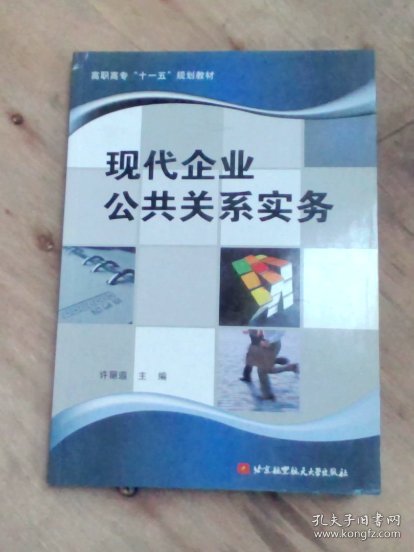 高职高专“十一五”规划教材
现代企业
公共关系实务
许丽遐 主编
北京航空航天大学出版社
孔夫子旧书网
www.kongfz.com